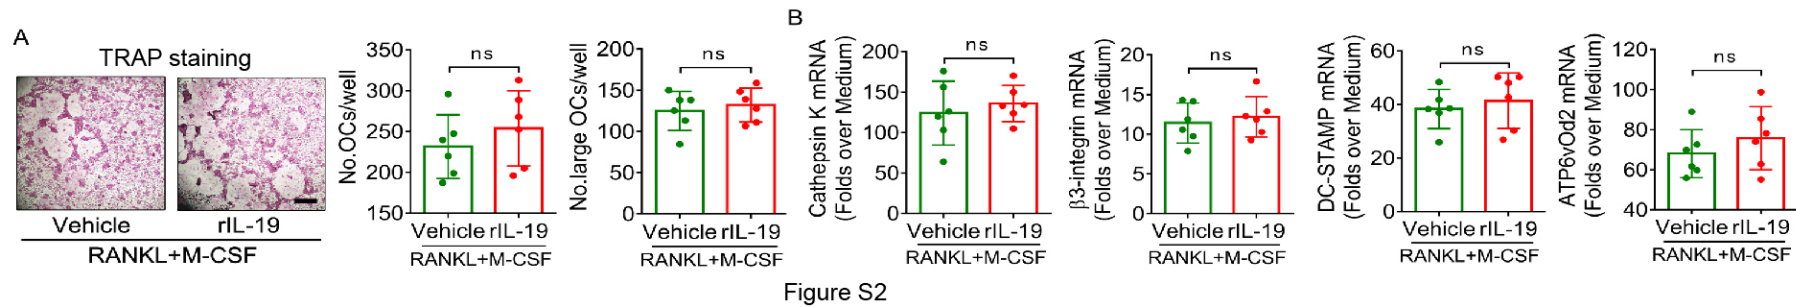 A
TRAP staining
Vehicle
rIL-19
RANKL+M-CSF
No.OCs/well
350
300
250
200
150
ns
Vehicle rIL-19
RANKL+M-CSF
No.large OCs/well
200
150
100
50
0
ns
Vehicle rIL-19
RANKL+M-CSF
B
Cathepsin K mRNA
(Folds over Medium)
200
150
100
50
0
ns
Vehicle rIL-19
RANKL+M-CSF
β3-integrin mRNA
(Folds over Medium)
20
15
10
5
0
ns
Vehicle rIL-19
RANKL+M-CSF
DC-STAMP mRNA
(Folds over Medium)
60
40
20
0
ns
Vehicle rIL-19
RANKL+M-CSF
ATP6vOd2 mRNA
(Folds over Medium)
120
100
80
60
40
ns
Vehicle rIL-19
RANKL+M-CSF
Figure S2